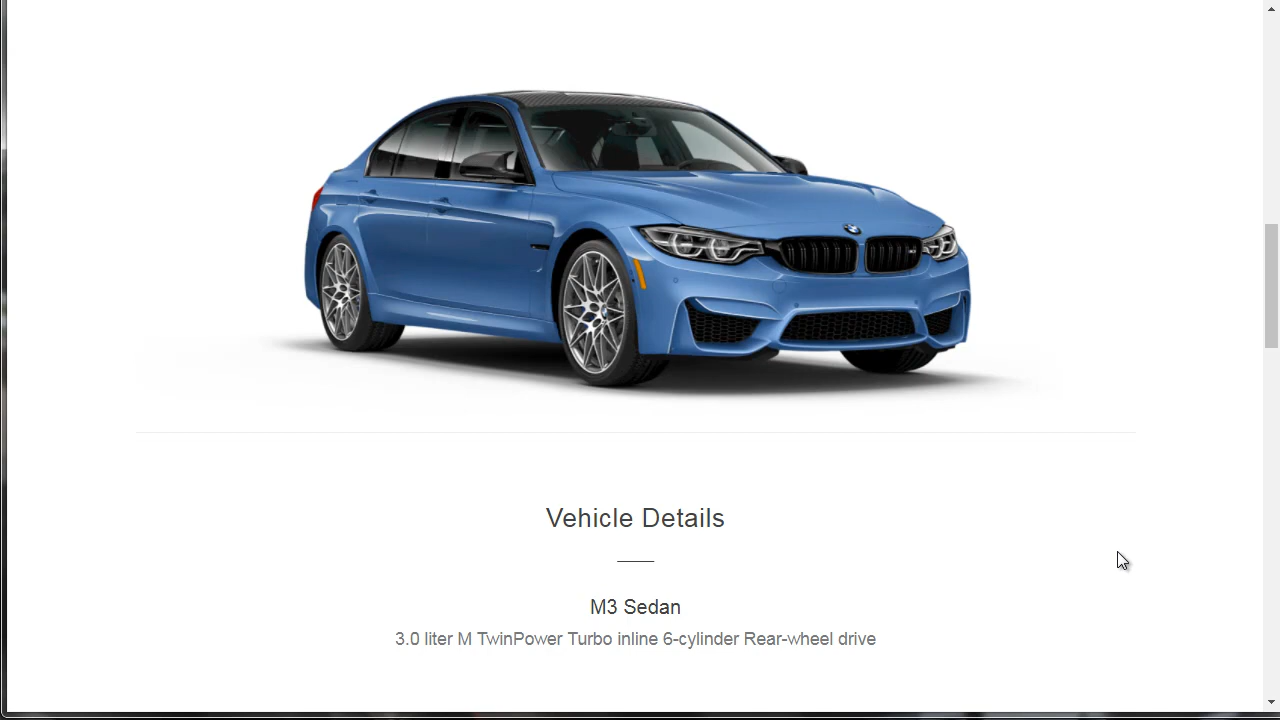 Vehicle Details
M3 Sedan
3.0 liter M TwinPower Turbo inline 6-cylinder Rear-wheel drive